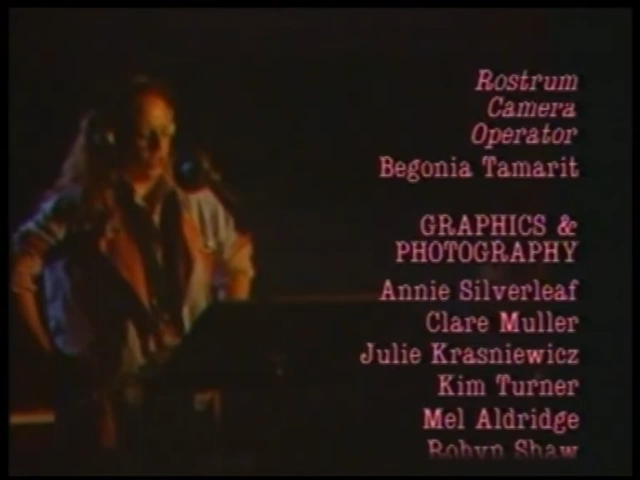 Rostrum
Camera
Operator
Begonia Tamarit
GRAPHICS &
PHOTOGRAPHY
Annie Silverleaf
Clare Muller
Julie Krasniewicz
Kim Turner
Mel Aldridge
Robyn Shaw